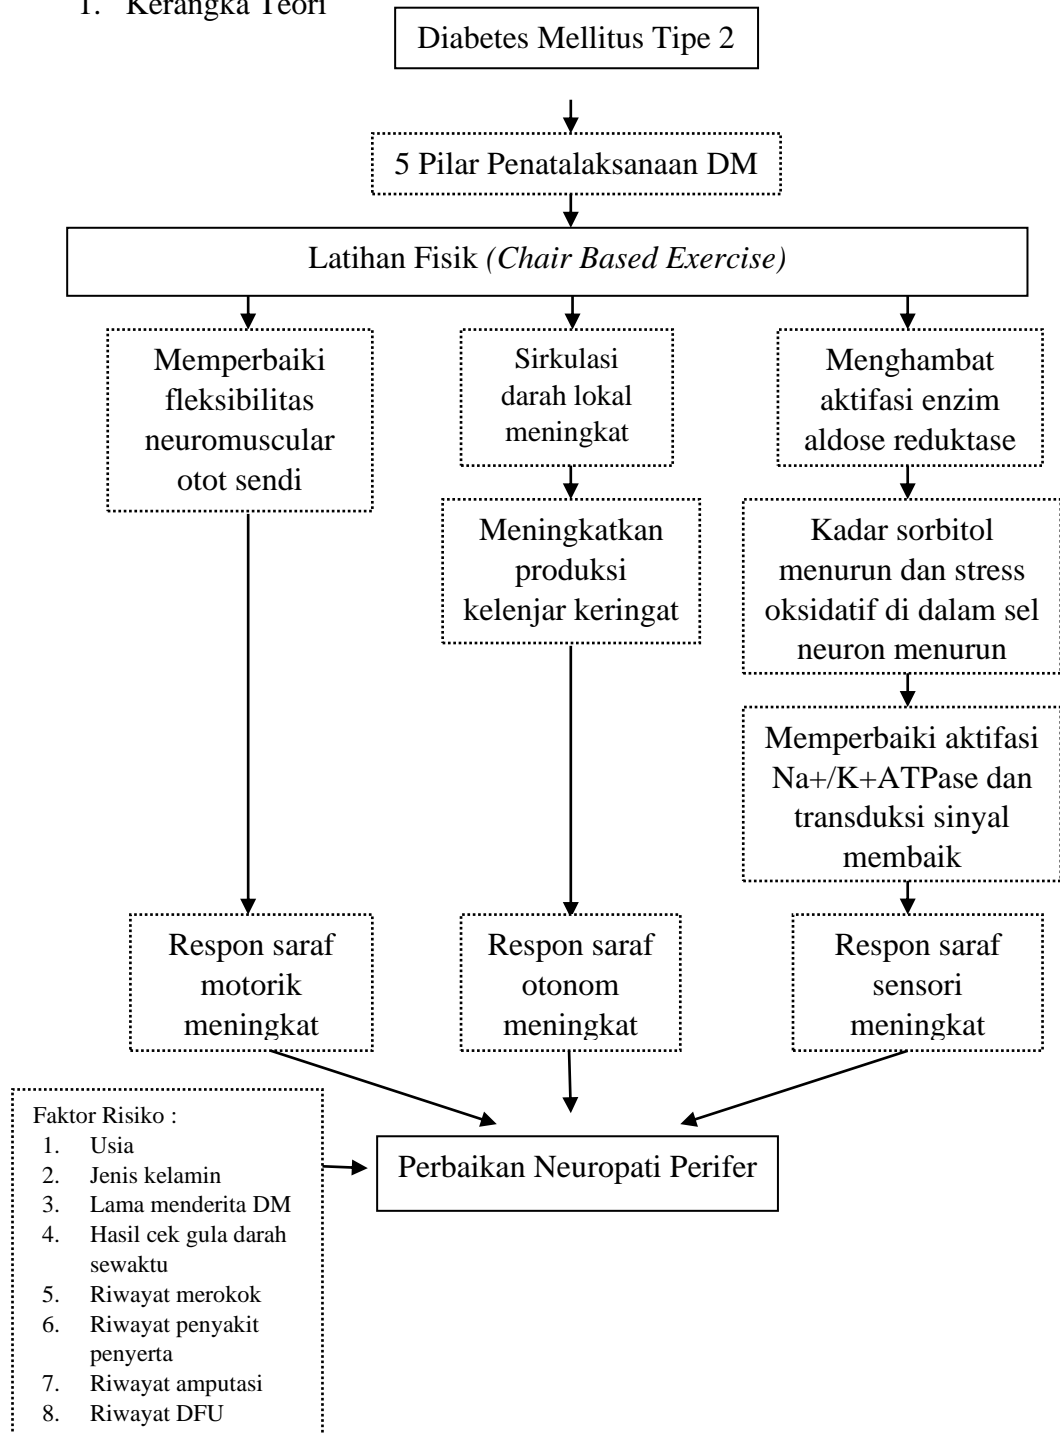 1. Kerangka Teori
Diabetes Mellitus Tipe 2
5 Pilar Penatalaksanaan DM
Latihan Fisik (Chair Based Exercise)
Memperbaiki
fleksibilitas
neuromuscular
otot sendi
Sirkulasi
darah lokal
meningkat
Menghambat
aktifasi enzim
aldose reduktase
Meningkatkan
produksi
kelenjar keringat
Kadar sorbitol
menurun dan stress
oksidatif di dalam sel
neuron menurun
Memperbaiki aktifasi
Na+/K+ATPase dan
transduksi sinyal
membaik
Respon saraf
motorik
meningkat
Respon saraf
otonom
meningkat
Respon saraf
sensori
meningkat
Faktor Risiko :
1. Usia
2. Jenis kelamin
3. Lama menderita DM
4. Hasil cek gula darah
sewaktu
5. Riwayat merokok
6. Riwayat penyakit
penyerta
7. Riwayat amputasi
8. Riwayat DFU
Perbaikan Neuropati Perifer